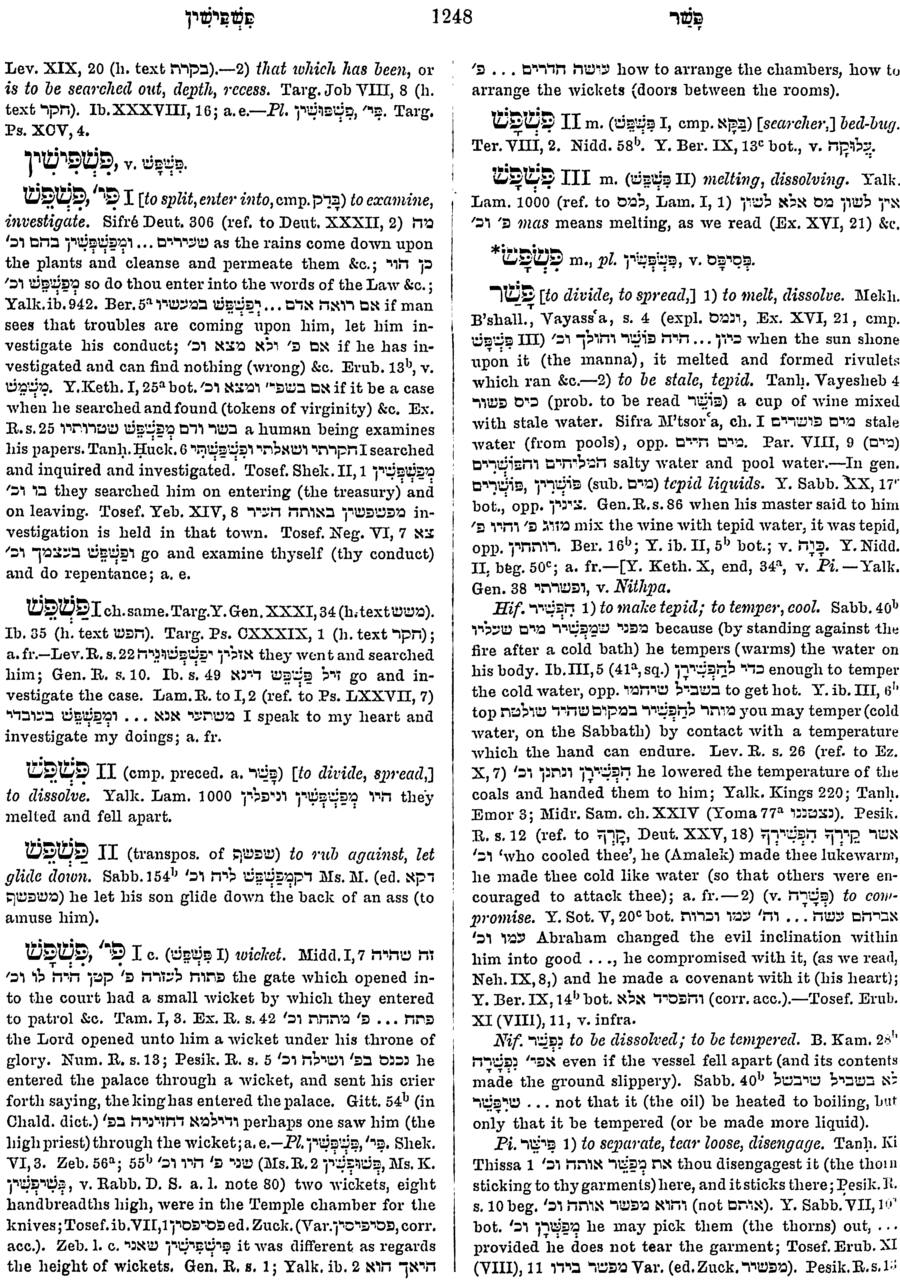 פִּשְׁפִּישִׁין 1248 פָּשַׁר
Lev. XIX, 20 (h. text בקרת).—2) that which has been, or
is to be searched out, depth, recess. Targ. Job VIII, 8 (h.
text חקר). Ib. XXXVIII, 16; a. e.—Pl. פִּשְׁפּוּשִׁין, פִּי׳. Targ.
Ps. XCV, 4.
פִּשְׁפִּישִׁין, v. פִּשְׁפָּשׁ.
פִּשְׁפֵּשׁ, פִּי׳ I [to split, enter into, cmp. בָּדַק] to examine,
investigate. Sifré Deut. 306 (ref. to Deut. XXXII, 2) מה
שעירים ... וּמְפַשְׁפְּשִׁין בהם וכ׳ as the rains come down upon
the plants and cleanse and permeate them &c.; כן הוי
מְפַשְׁפֵּשׁ וכ׳ so do thou enter into the words of the Law &c.;
Yalk. ib. 942. Ber. 5ᵃ אם רואה אדם ... יְפַשְׁפֵּשׁ במעשיו if man
sees that troubles are coming upon him, let him in-
vestigate his conduct; אם פ׳ ולא מצא וכ׳ if he has in-
vestigated and can find nothing (wrong) &c. Erub. 13ᵇ, v.
מִשְׁמֵשׁ. Y. Keth. I, 25ᵃ bot. אם בשפ׳ ומצא וכ׳ if it be a case
when he searched and found (tokens of virginity) &c. Ex.
R. s. 25 בשר ודם מְפַשְׁפֵּשׁ שטרותיו a human being examines
his papers. Tanḥ. Ḥuck. 6 חקרתי ושאלתי וּפִשְׁפַּשְׁתִּי I searched
and inquired and investigated. Tosef. Shek. II, 1 מְפַשְׁפְּשִׁין
בו וכ׳ they searched him on entering (the treasury) and
on leaving. Tosef. Yeb. XIV, 8 מפשפשין באותה העיר in-
vestigation is held in that town. Tosef. Neg. VI, 7 צא
וּפַשְׁפֵּשׁ בעצמך וכ׳ go and examine thyself (thy conduct)
and do repentance; a. e.
פַּשְׁפֵּשׁ I ch. same. Targ. Y. Gen. XXXI, 34 (h. text משש).
Ib. 35 (h. text חפש). Targ. Ps. CXXXIX, 1 (h. text חקר);
a. fr.—Lev. R. s. 22 אזלין יפַשְׁפְּשׁוּנֵיהּ they went and searched
him; Gen. R. s. 10. Ib. s. 49 זיל פַּשְׁפֵּשׁ דינא go and in-
vestigate the case. Lam. R. to I, 2 (ref. to Ps. LXXVII, 7)
משתעי אנא ... וּמְפַשְׁפֵּשׁ בעובדי I speak to my heart and
investigate my doings; a. fr.
פִּשְׁפֵּשׁ II (cmp. preced. a. פָּשַׁר) [to divide, spread,]
to dissolve. Yalk. Lam. 1000 היו מְפַשְׁפְּשִׁין ונופלין they
melted and fell apart.
פַּשְׁפֵּשׁ II (transpos. of שפשף) to rub against, let
glide down. Sabb. 154ᵇ דקמְפַשְׁפֵּשׁ ליה וכ׳ Ms. M. (ed. דקא
משפשף) he let his son glide down the back of an ass (to
amuse him).
פִּשְׁפָּשׁ, פִּי׳ I c. (פִּשְׁפֵּשׁ I) wicket. Midd. I, 7 זה שהיה
פתוח לעזרה פ׳ קטן היה לו וכ׳ the gate which opened in-
to the court had a small wicket by which they entered
to patrol &c. Tam. I, 3. Ex. R. s. 42 פתח ... פ׳ מתחת וכ׳
the Lord opened unto him a wicket under his throne of
glory. Num. R. s. 13; Pesik. R. s. 5 נכנס בפ׳ ושילח וכ׳ he
entered the palace through a wicket, and sent his crier
forth saying, the king has entered the palace. Gitt. 54ᵇ (in
Chald. dict.) ודילמא דחזיניה בפ׳ perhaps one saw him (the
high priest) through the wicket; a. e.—Pl. פִּשְׁפָּשִׁין, פִּי׳. Shek.
VI, 3. Zeb. 56ᵃ; 55ᵇ שני פ׳ היו וכ׳ (Ms. R. 2 פִּשְׁוֹפְּשִׁין, Ms. K.
פִּשְׁיפְּשִׁין, v. Rabb. D. S. a. l. note 80) two wickets, eight
handbreadths high, were in the Temple chamber for the
knives; Tosef. ib. VII, 1 פספסין ed. Zuck. (Var. פסיפסין, corr.
acc.). Zeb. l. c. פִּישְׁפִּישִׁין שאני it was different as regards
the height of wickets. Gen. R. s. 1; Yalk. ib. 2 היאך הוא
עושה חדרים ... פ׳ how to arrange the chambers, how to
arrange the wickets (doors between the rooms).
פִּשְׁפָּשׁ II m. (פִּשְׁפֵּשׁ I, cmp. בַּקָּא) [searcher,] bed-bug.
Ter. VIII, 2. Nidd. 58ᵇ. Y. Ber. IX, 13ᶜ bot., v. עֲלוּקָה.
פִּשְׁפָּשׁ III m. (פִּשְׁפֵּשׁ II) melting, dissolving. Yalk.
Lam. 1000 (ref. to למס, Lam. I, 1) אין לשון מס אלא לשון
פ׳ וכ׳ mas means melting, as we read (Ex. XVI, 21) &c.
*פִּשְׁפּוֹשׁ m., pl. פִּשְׁפּוֹשִׁין, v. פְּסֵיפָס.
פָּשַׁר [to divide, to spread,] 1) to melt, dissolve. Mekh.
B'shall., Vayassʿa, s. 4 (expl. ונמס, Ex. XVI, 21, cmp.
פִּשְׁפָּשׁ III) כיון ... היה פּוֹשֵׁר והולך וכ׳ when the sun shone
upon it (the manna), it melted and formed rivulets
which ran &c.—2) to be stale, tepid. Tanḥ. Vayesheb 4
כיס פשור (prob. to be read פּוֹשֵׁר) a cup of wine mixed
with stale water. Sifra M'tsorʿa, ch. I מים פושרים stale
water (from pools), opp. מים חיים. Par. VIII, 9 (מים)
המליחים והַפּוֹשְׁרִים salty water and pool water.—In gen.
פּוֹשְׁרִין, פּוֹשְׁרִים (sub. מים) tepid liquids. Y. Sabb. XX, 17ᶜ
bot., opp. צינין. Gen. R. s. 86 when his master said to him
מזוג פ׳ והיו פ׳ mix the wine with tepid water, it was tepid,
opp. רותחין. Ber. 16ᵇ; Y. ib. II, 5ᵇ bot.; v. כָּוָה. Y. Nidd.
II, beg. 50ᶜ; a. fr.—[Y. Keth. X, end, 34ᵃ, v. Pi.—Yalk.
Gen. 38 ופשרתי, v. Nithpa.
Hif. הִפְשִׁיר 1) to make tepid; to temper, cool. Sabb. 40ᵇ
מפני שמַפְשִׁיר מים שעליו because (by standing against the
fire after a cold bath) he tempers (warms) the water on
his body. Ib. III, 5 (41ᵃ, sq.) כדי להַפְשִׁירָן enough to temper
the cold water, opp. בשביל שיחמו to get hot. Y. ib. III, 6ᵇ
top מותר להַפְשִׁיר במקום שהיד שולטת you may temper (cold
water, on the Sabbath) by contact with a temperature
which the hand can endure. Lev. R. s. 26 (ref. to Ez.
X, 7) הִפְשִׁירָן ונתנן וכ׳ he lowered the temperature of the
coals and handed them to him; Yalk. Kings 220; Tanḥ.
Emor 3; Midr. Sam. ch. XXIV (Yoma 77ᵃ נצטננו). Pesik.
R. s. 12 (ref. to קָרְךָ, Deut. XXV, 18) אשר קֵירְךָ הִפְשִׁירְךָ
וכ׳ 'who cooled thee', he (Amalek) made thee lukewarm,
he made thee cold like water (so that others were en-
couraged to attack thee); a. fr.—2) (v. פְּשָׁרָה) to com-
promise. Y. Sot. V, 20ᶜ bot. אברהם עשה ... וה׳ עמו וכרות
עמו וכ׳ Abraham changed the evil inclination within
him into good ..., he compromised with it, (as we read,
Neh. IX, 8,) and he made a covenant with it (his heart);
Y. Ber. IX, 14ᵇ bot. והפסיד אלא (corr. acc.).—Tosef. Erub.
XI (VIII), 11, v. infra.
Nif. נִפְשַׁר to be dissolved; to be tempered. B. Kam. 28ᵇ
אפי׳ נִפְשְׁרָה even if the vessel fell apart (and its contents
made the ground slippery). Sabb. 40ᵇ לא בשביל שיבשל
... שיִפָּשֵׁר not that it (the oil) be heated to boiling, but
only that it be tempered (or be made more liquid).
Pi. פִּישֵּׁר 1) to separate, tear loose, disengage. Tanḥ. Ki
Thissa 1 את מְפַשֵּׁר אותה וכ׳ thou disengagest it (the thorn
sticking to thy garments) here, and it sticks there; Pesik. R.
s. 10 beg. והוא מפשר אותה וכ׳ (not אותם). Y. Sabb. VII, 10ᶜ
bot. מְפַשְּׁרָן וכ׳ he may pick them (the thorns) out, ...
provided he does not tear the garment; Tosef. Erub. XI
(VIII), 11 מפשר בידו Var. (ed. Zuck. מפשיר). Pesik. R. s. 13